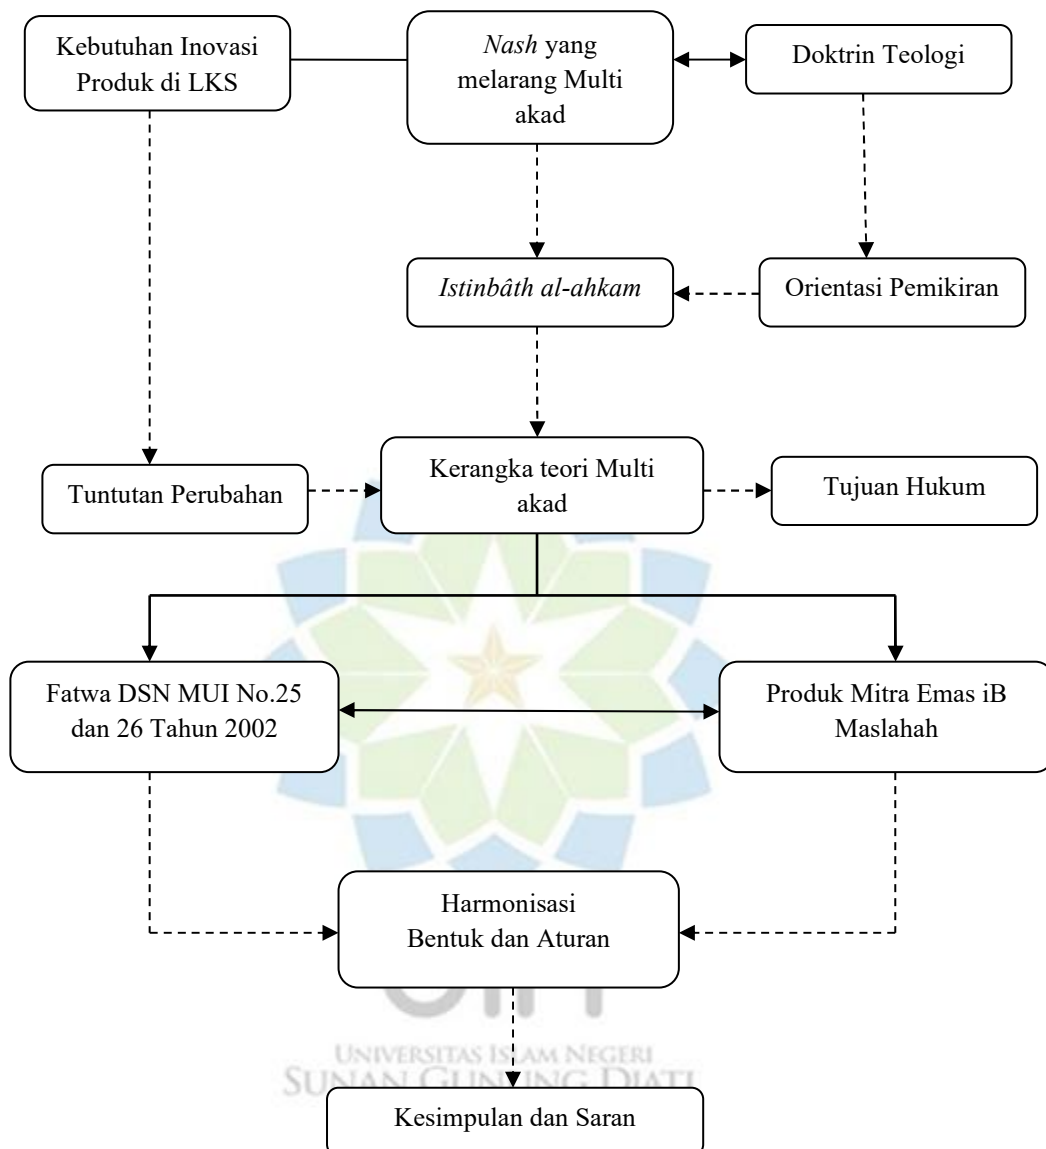 Kebutuhan Inovasi
Produk di LKS
Nash yang
melarang Multi
akad
Doktrin Teologi
Istinbâth al-ahkam
Orientasi Pemikiran
Tuntutan Perubahan
Kerangka teori Multi
akad
Tujuan Hukum
Fatwa DSN MUI No.25
dan 26 Tahun 2002
Produk Mitra Emas iB
Maslahah
Harmonisasi
Bentuk dan Aturan
UNIVERSITAS ISLAM NEGERI
SUNAN GUNUNG DJATI
Kesimpulan dan Saran